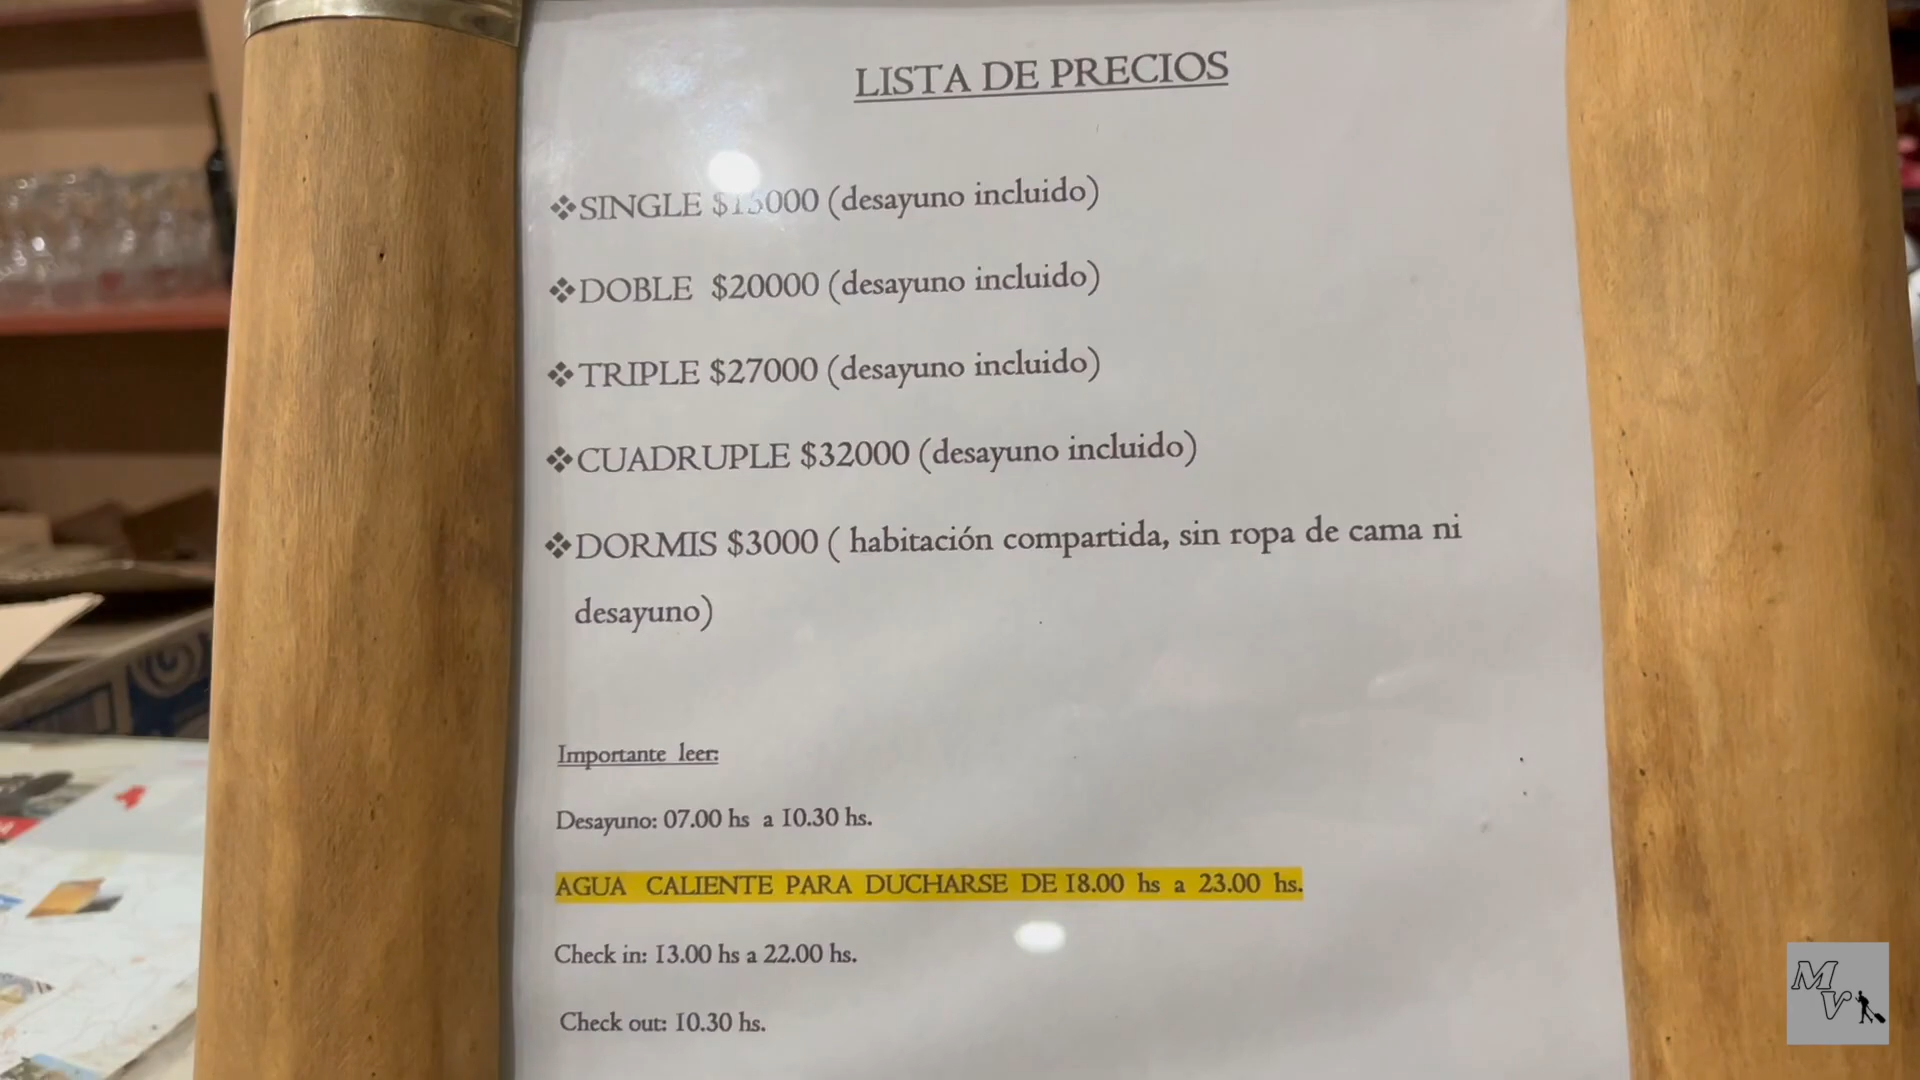 LISTA DE PRECIOS
❖SINGLE $15000 (desayuno incluido)
❖DOBLE $20000 (desayuno incluido)
❖TRIPLE $27000 (desayuno incluido)
❖CUADRUPLE $32000 (desayuno incluido)
❖DORMIS $3000 ( habitación compartida, sin ropa de cama ni
desayuno)
Importante leer:
Desayuno: 07.00 hs a 10.30 hs.
AGUA CALIENTE PARA DUCHARSE DE 18.00 hs a 23.00 hs.
Check in: 13.00 hs a 22.00 hs.
Check out: 10.30 hs.
MV